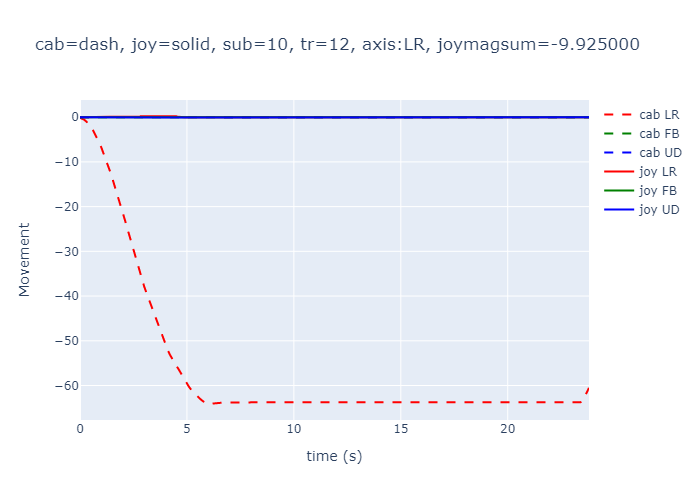 cab=dash, joy=solid, sub=10, tr=12, axis:LR, joymagsum=-9.925000
0
−10
−20
−30
−40
−50
−60
Movement
0
5
10
15
20
time (s)
cab LR
cab FB
cab UD
joy LR
joy FB
joy UD